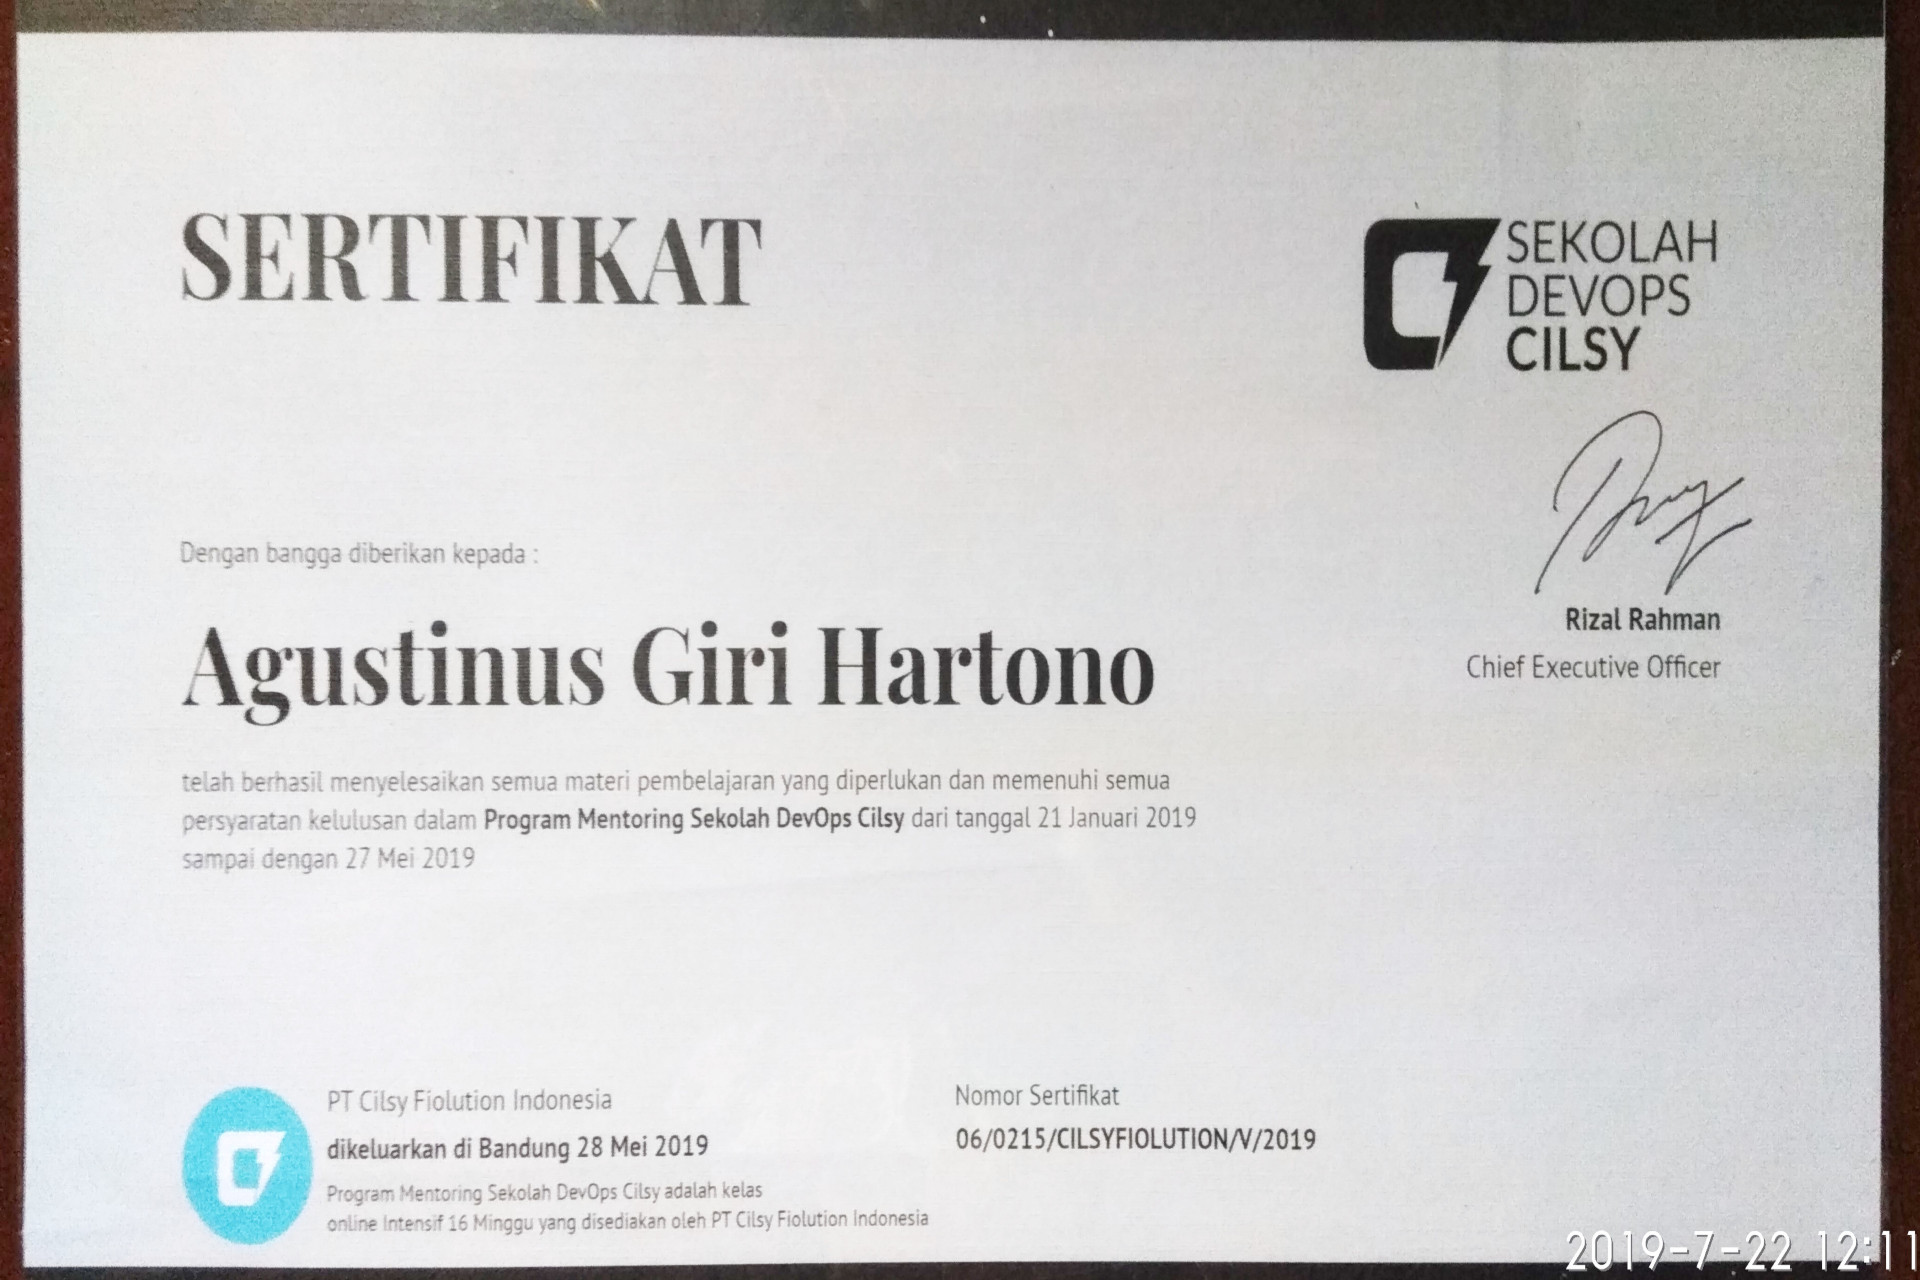 SERTIFIKAT
SEKOLAH
DEVOPS
CILSY
Dengan bangga diberikan kepada :
Agustinus Giri Hartono
Rizal Rahman
Chief Executive Officer
telah berhasil menyelesaikan semua materi pembelajaran yang diperlukan dan memenuhi semua
persyaratan kelulusan dalam Program Mentoring Sekolah DevOps Cilsy dari tanggal 21 Januari 2019
sampai dengan 27 Mei 2019
PT Cilsy Fiolution Indonesia
dikeluarkan di Bandung 28 Mei 2019
Program Mentoring Sekolah DevOps Cilsy adalah kelas
online Intensif 16 Minggu yang disediakan oleh PT Cilsy Fiolution Indonesia
Nomor Sertifikat
06/0215/CILSYFIOLUTION/V/2019
2019-7-22 12:11